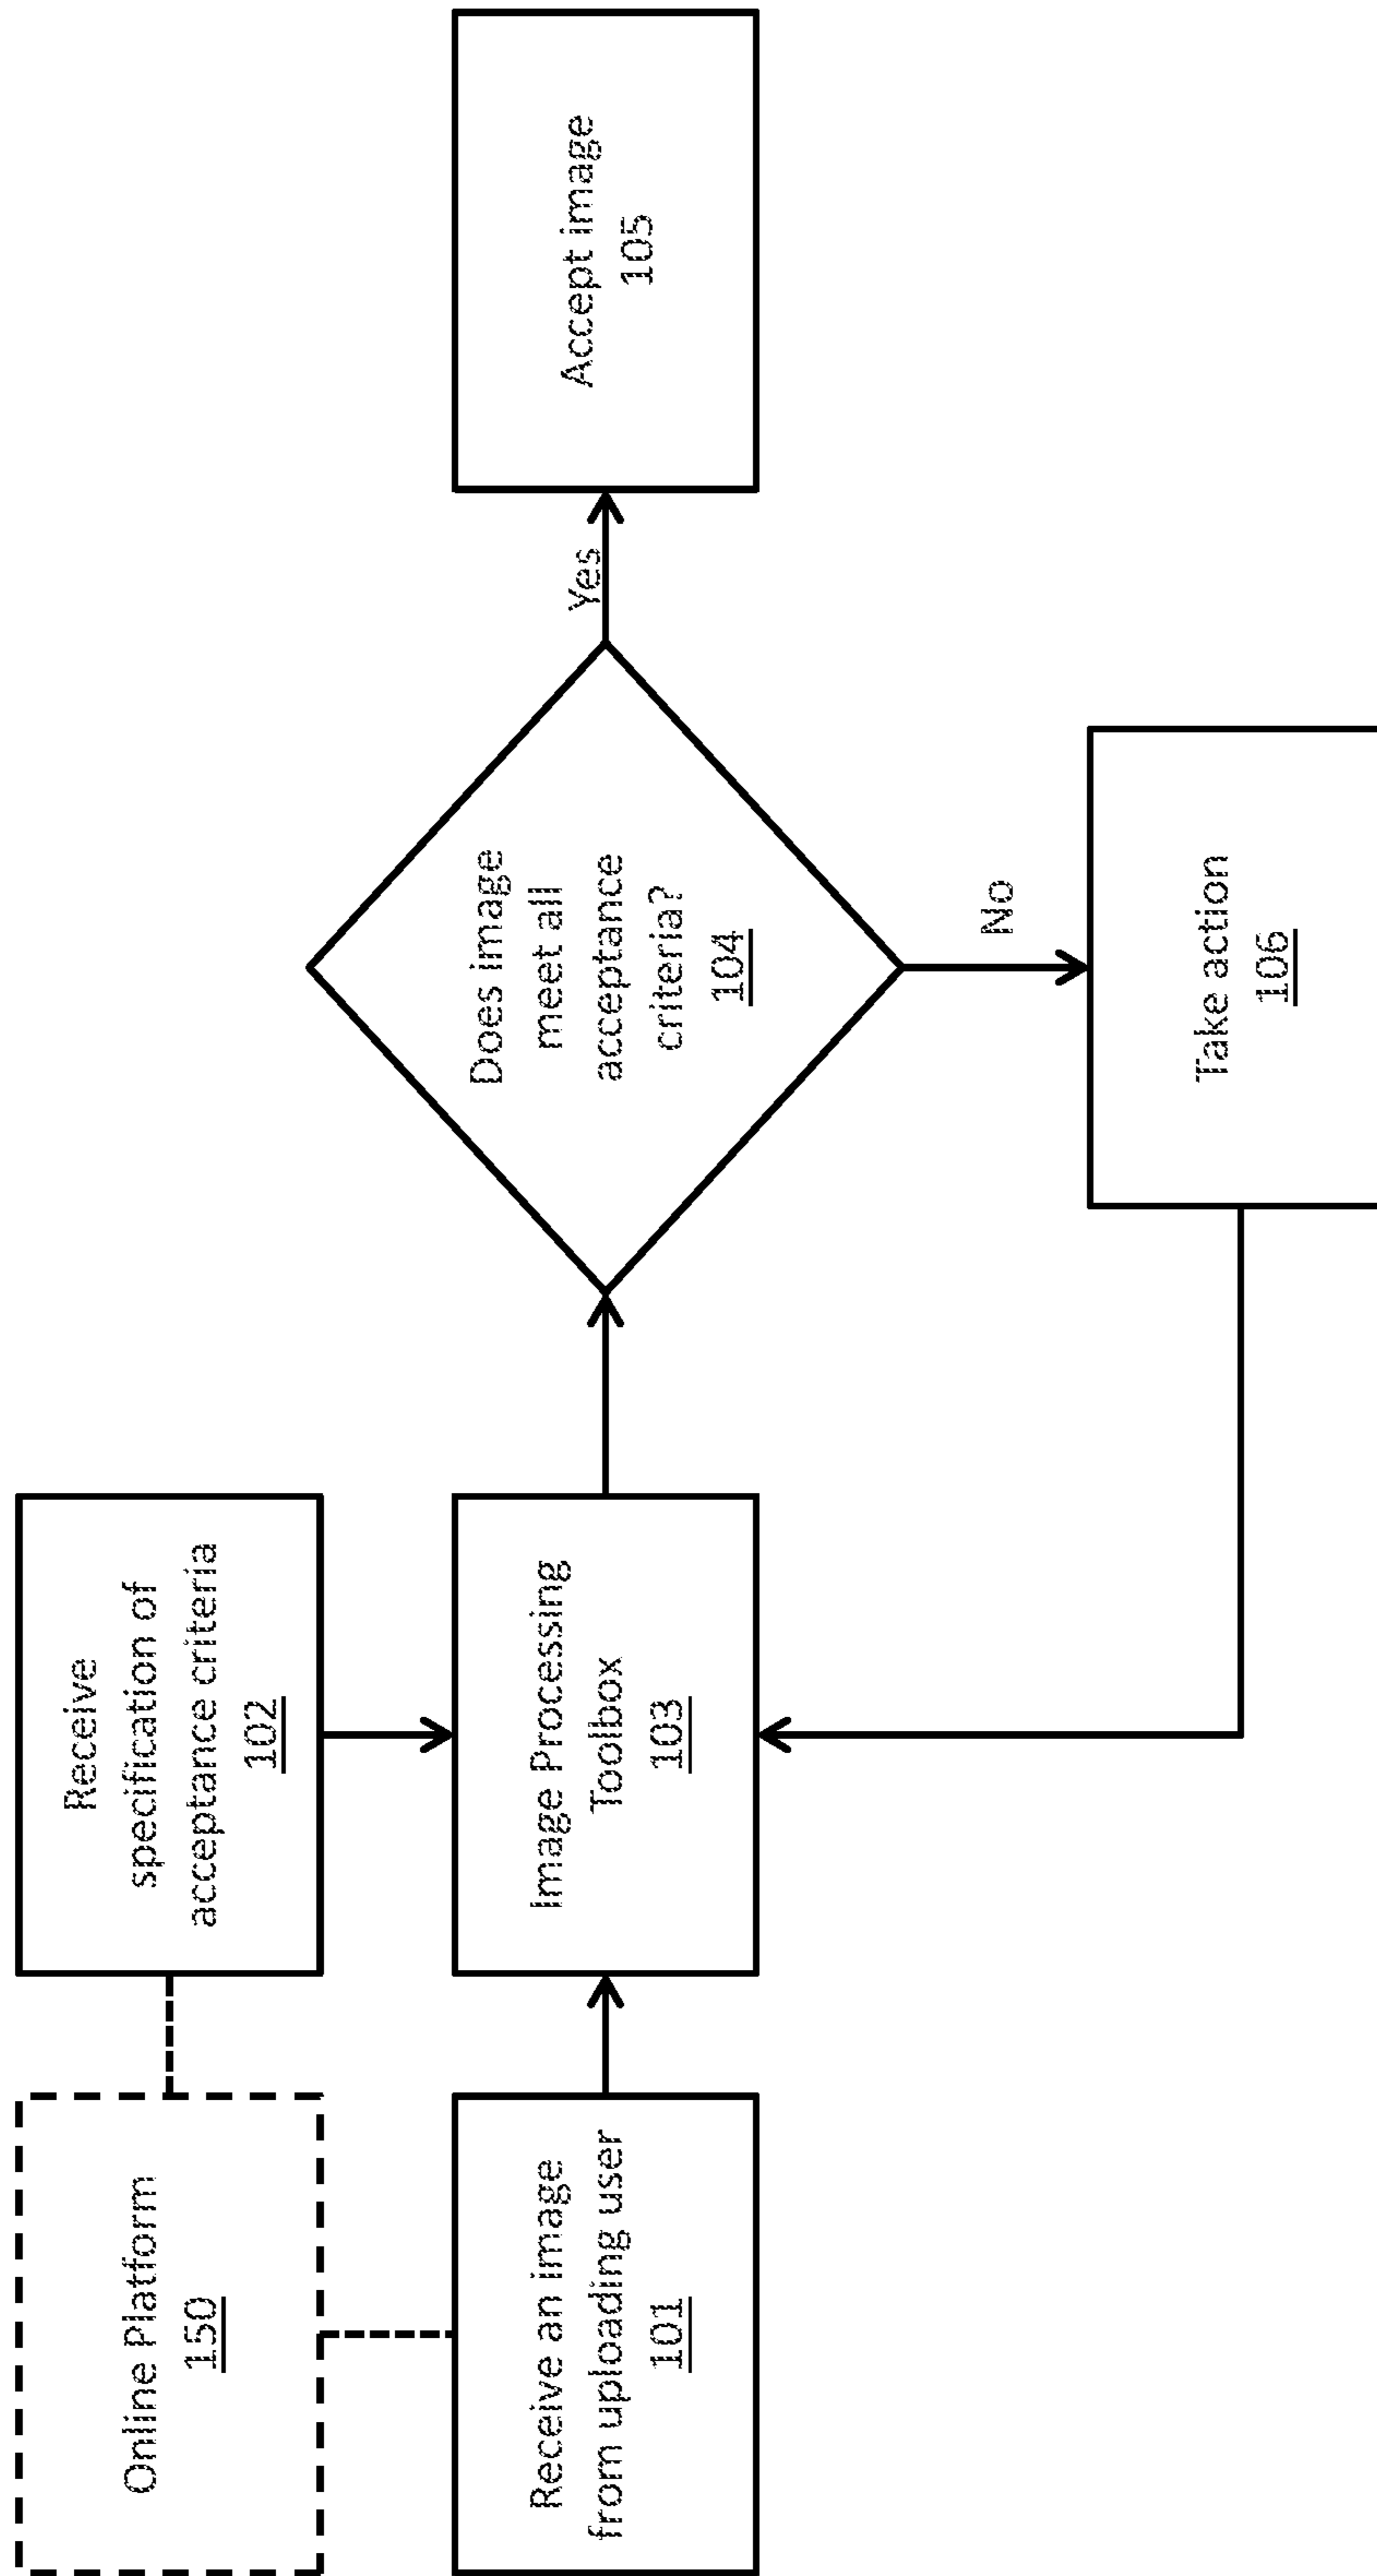 Online Platform
150
Receive
specification of
acceptance criteria
102
Receive an image
from uploading user
101
Image Processing
Toolbox
103
Does image
meet all
acceptance
criteria?
104
Yes
Accept image
105
No
Take action
106